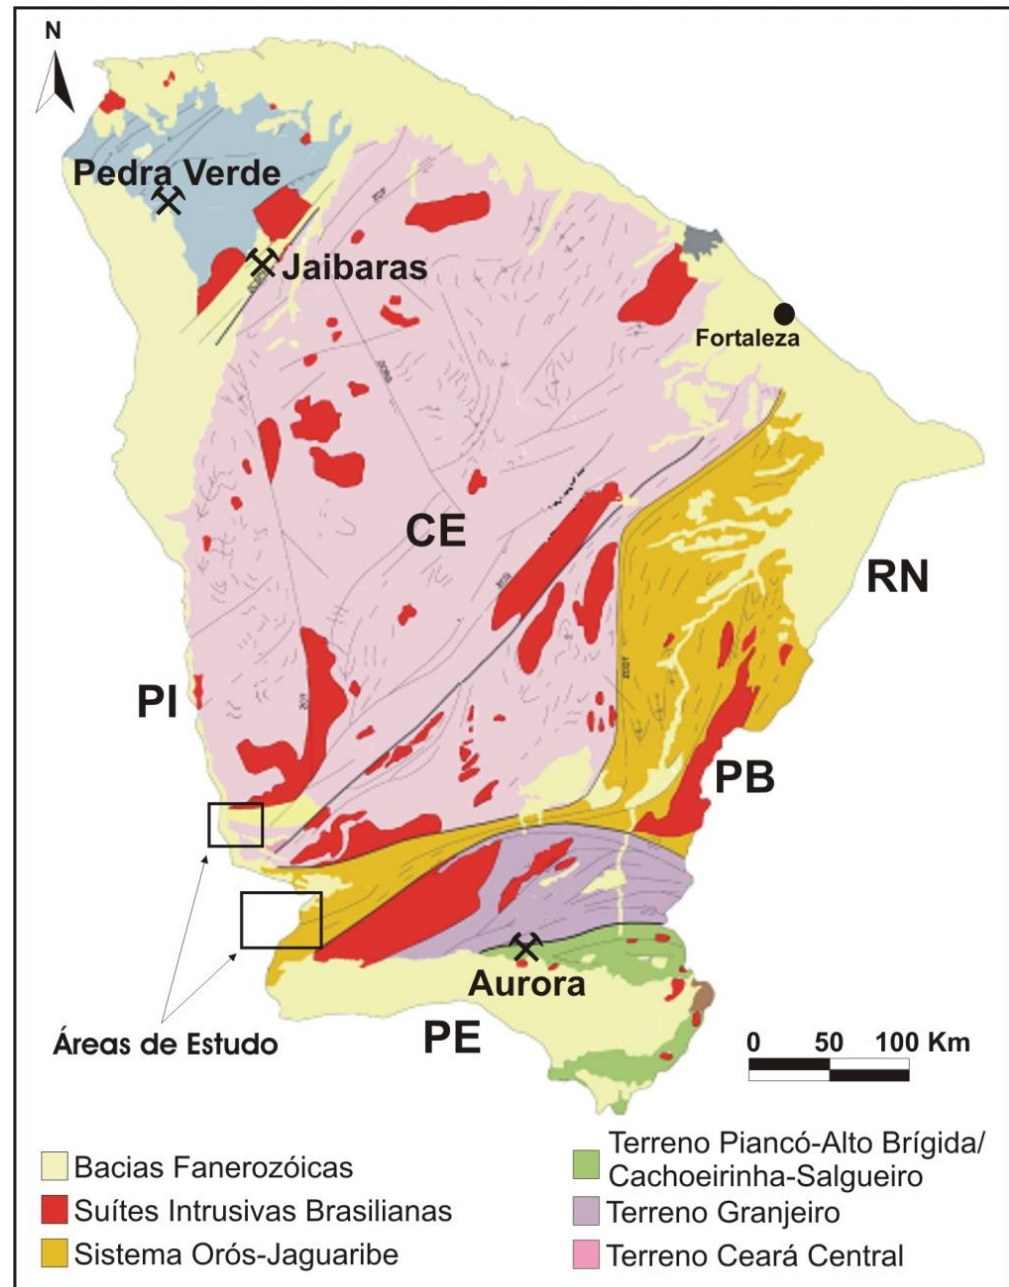 N
Pedra Verde
Jaibaras
Fortaleza
CE
RN
PI
PB
Aurora
PE
Áreas de Estudo
0 50 100 Km
Bacias Fanerozóicas
Suítes Intrusivas Brasilianas
Sistema Orós-Jaguaribe
Terreno Piancó-Alto Brígida/
Cachoeirinha-Salgueiro
Terreno Granjeiro
Terreno Ceará Central